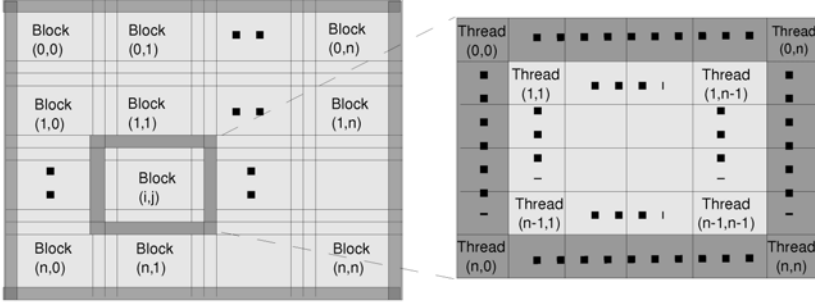 Block
(0,0)
Block
(0,1)
Block
(0,n)
Block
(1,0)
Block
(1,1)
Block
(1,n)
Block
(i,j)
Block
(n,0)
Block
(n,1)
Block
(n,n)
Thread
(0,0)
Thread
(0,n)
Thread
(1,1)
Thread
(1,n-1)
Thread
(n-1,1)
Thread
(n-1,n-1)
Thread
(n,0)
Thread
(n,n)